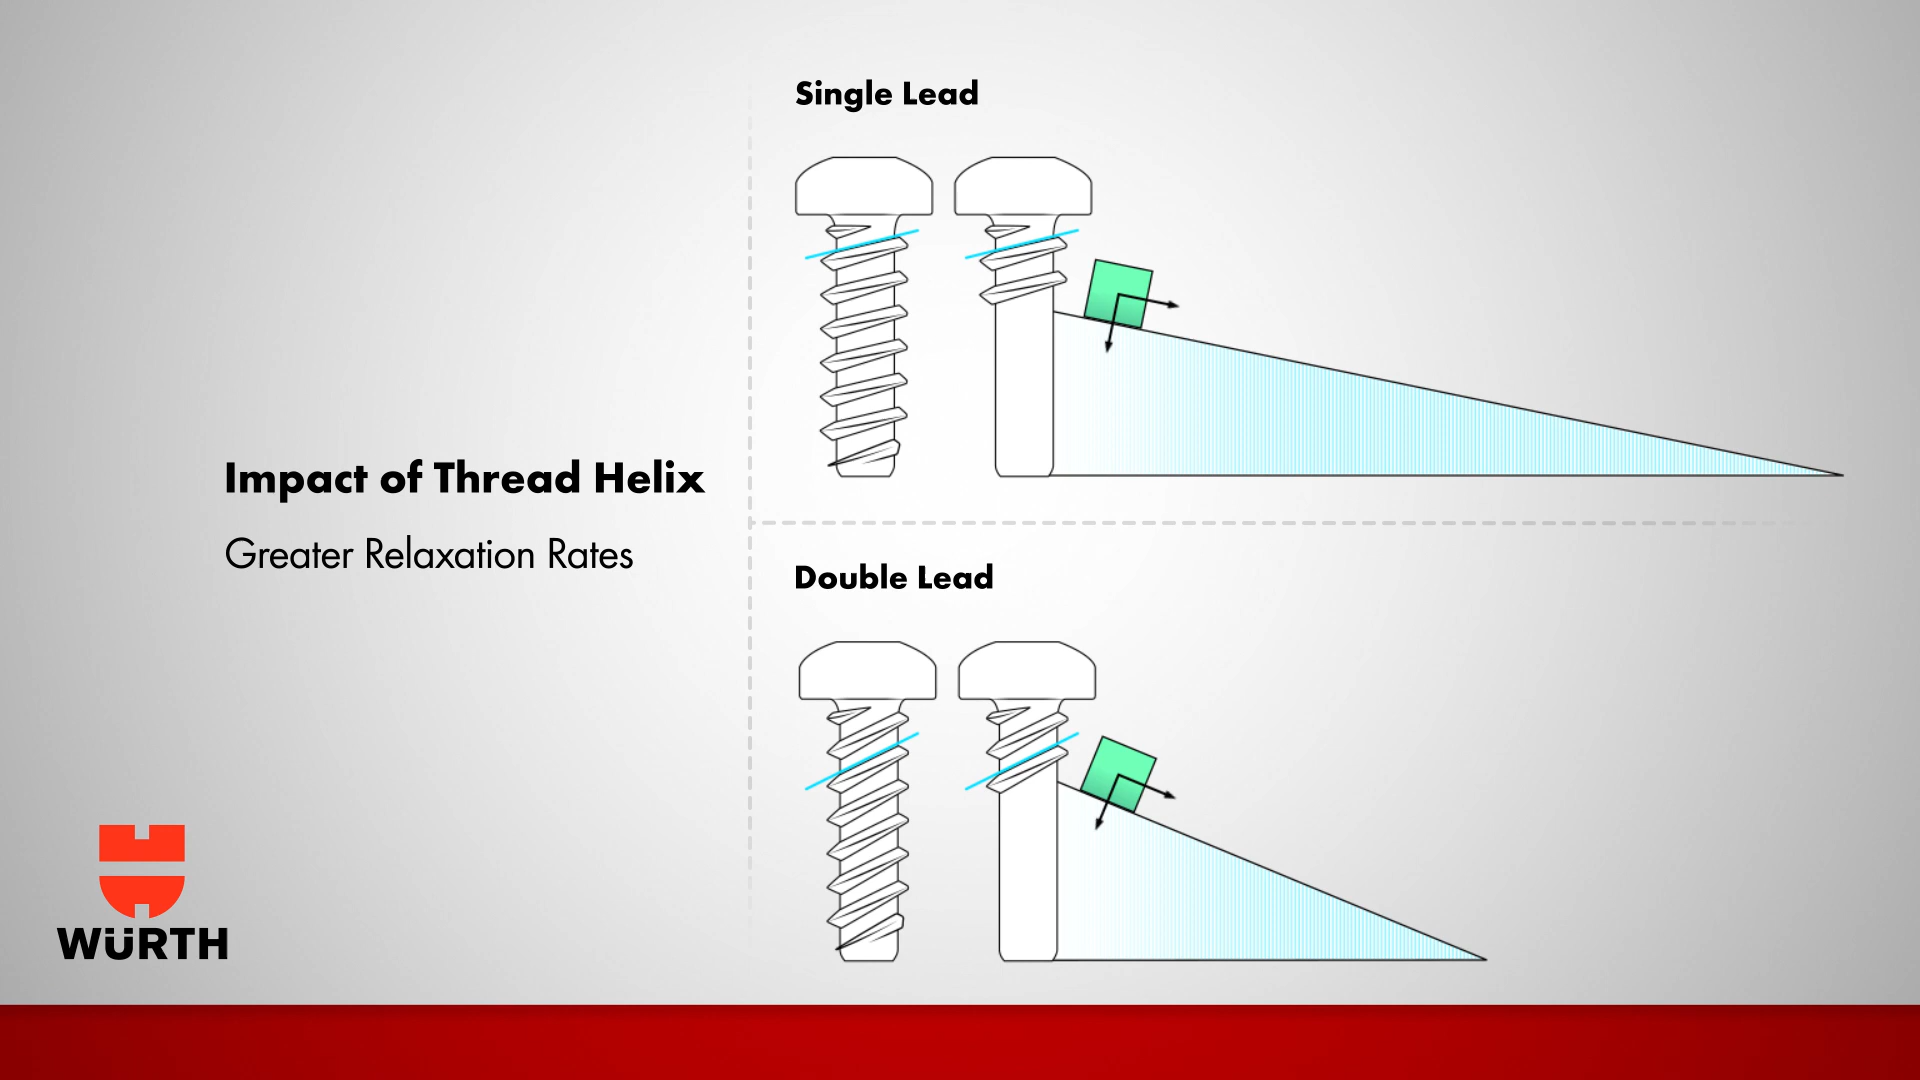 Single Lead
Impact of Thread Helix
Greater Relaxation Rates
Double Lead
WÜRTH